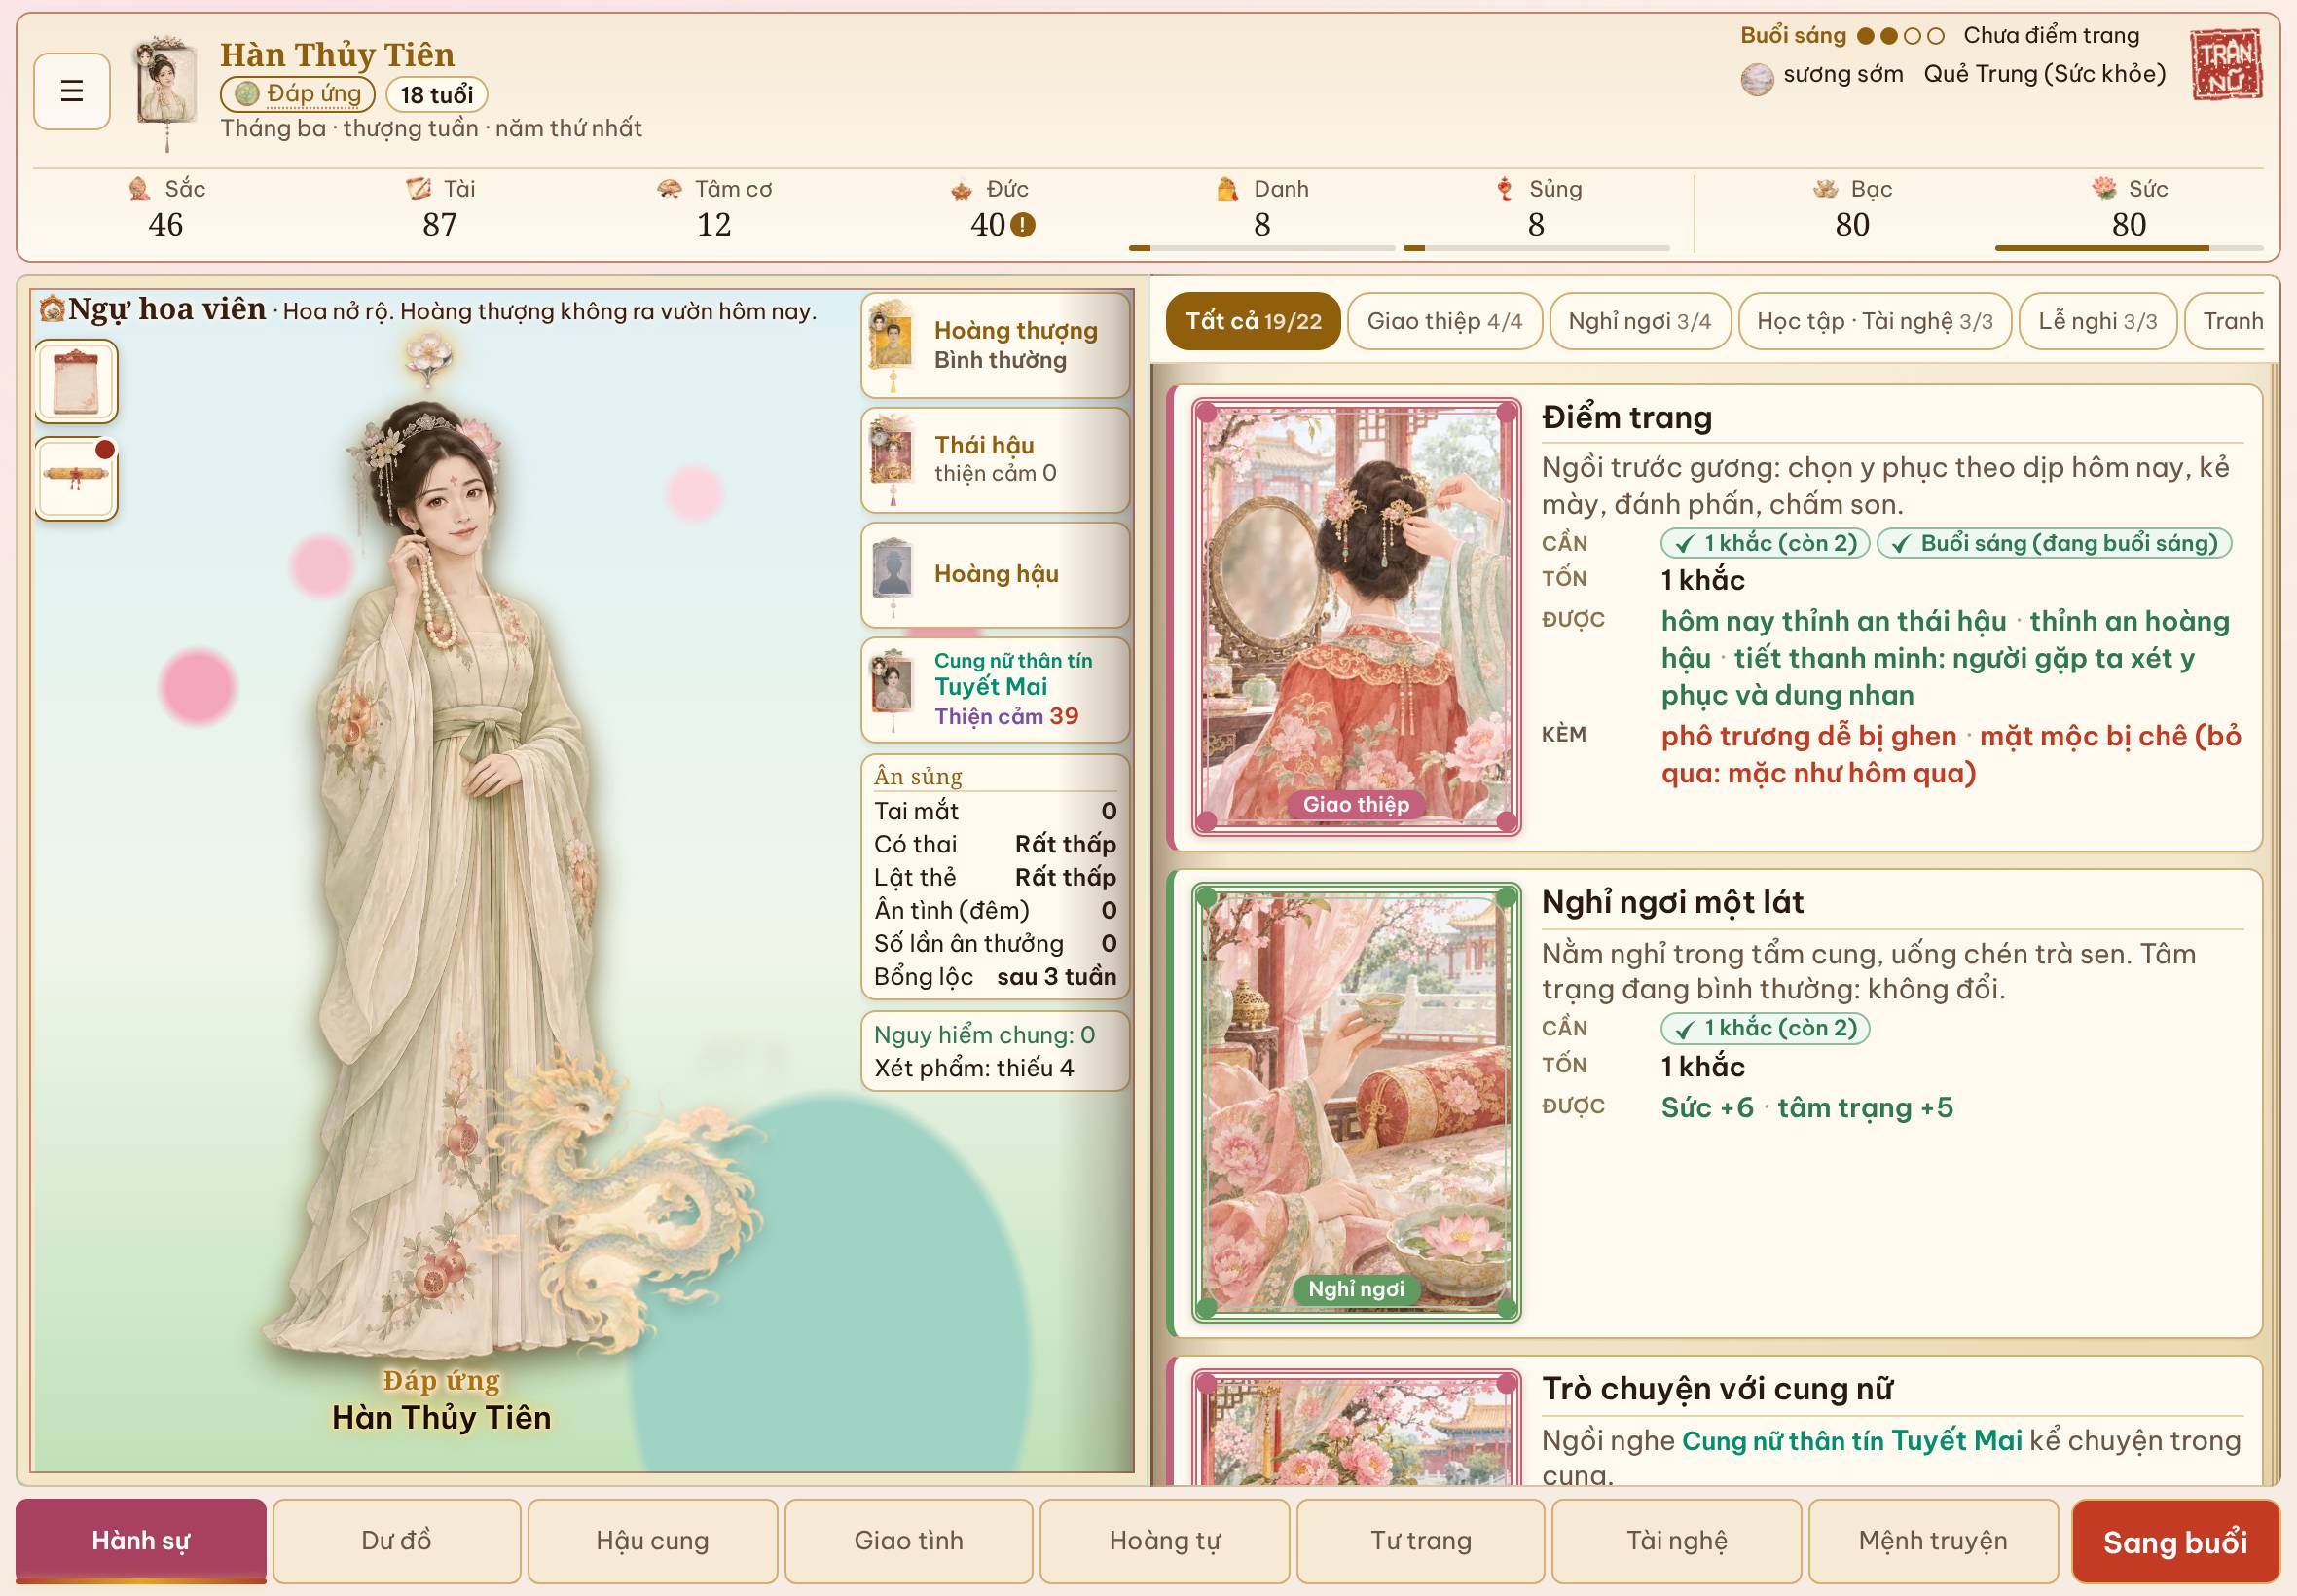 ☰
Hàn Thủy Tiên
Đáp ứng 18 tuổi
Tháng ba · thượng tuần · năm thứ nhất
Buổi sáng Chưa điểm trang
sương sớm Quẻ Trung (Sức khỏe)
TRÂN NỮ
Sắc Tài Tâm cơ Đức Danh Sủng Bạc Sức
46 87 12 40 ! 8 8 80 80
Ngự hoa viên · Hoa nở rộ. Hoàng thượng không ra vườn hôm nay.
Hoàng thượng
Bình thường
Thái hậu
thiện cảm 0
Hoàng hậu
Cung nữ thân tín
Tuyết Mai
Thiện cảm 39
Ân sủng
Tai mắt 0
Có thai Rất thấp
Lật thẻ Rất thấp
Ân tình (đêm) 0
Số lần ân thưởng 0
Bổng lộc sau 3 tuần
Nguy hiểm chung: 0
Xét phẩm: thiếu 4
Đáp ứng
Hàn Thủy Tiên
Tất cả 19/22 Giao thiệp 4/4 Nghỉ ngơi 3/4 Học tập · Tài nghệ 3/3 Lễ nghi 3/3 Tranh
Giao thiệp
Điểm trang
Ngồi trước gương: chọn y phục theo dịp hôm nay, kẻ
mày, đánh phấn, chấm son.
CẦN ✓ 1 khắc (còn 2) ✓ Buổi sáng (đang buổi sáng)
TỐN 1 khắc
ĐƯỢC hôm nay thỉnh an thái hậu · thỉnh an hoàng
hậu · tiết thanh minh: người gặp ta xét y
phục và dung nhan
KÈM phô trương dễ bị ghen · mặt mộc bị chê (bỏ
qua: mặc như hôm qua)
Nghỉ ngơi
Nghỉ ngơi một lát
Nằm nghỉ trong tẩm cung, uống chén trà sen. Tâm
trạng đang bình thường: không đổi.
CẦN ✓ 1 khắc (còn 2)
TỐN 1 khắc
ĐƯỢC Sức +6 · tâm trạng +5
Trò chuyện với cung nữ
Ngồi nghe Cung nữ thân tín Tuyết Mai kể chuyện trong
cung.
Hành sự Dư đồ Hậu cung Giao tình Hoàng tự Tư trang Tài nghệ Mệnh truyện Sang buổi